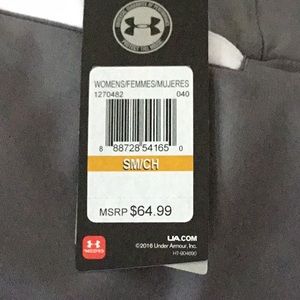 WOMENS/FEMMES/MUJERES
1270482 040
8 88728 54165 0
SM/CH
MSRP $64.99
UA.COM
©2016 Under Armour, Inc.